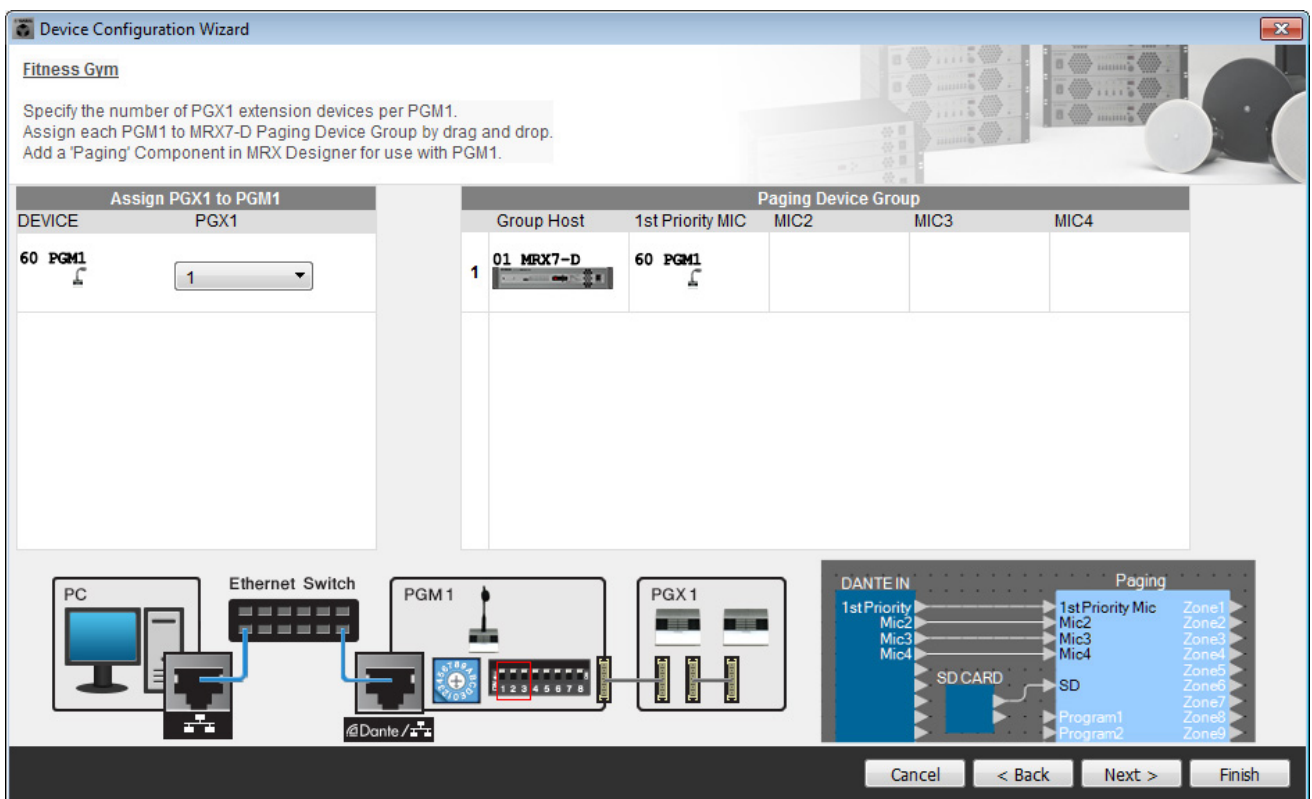 Device Configuration Wizard
Fitness Gym
Specify the number of PGX1 extension devices per PGM1.
Assign each PGM1 to MRX7-D Paging Device Group by drag and drop.
Add a 'Paging' Component in MRX Designer for use with PGM1.
Assign PGX1 to PGM1
DEVICE PGX1
60 PGM1
1
Paging Device Group
Group Host 1st Priority MIC MIC2 MIC3 MIC4
1 01 MRX7-D 60 PGM1
PC
Ethernet Switch
PGM1
1 2 3 4 5 6 7 8
Dante/
PGX1
DANTE IN
1st Priority
Mic2
Mic3
Mic4
SD CARD
Paging
1st Priority Mic Zone1
Mic2 Zone2
Mic3 Zone3
Mic4 Zone4
Zone5
SD Zone6
Zone7
Program1 Zone8
Program2 Zone9
Cancel < Back Next > Finish